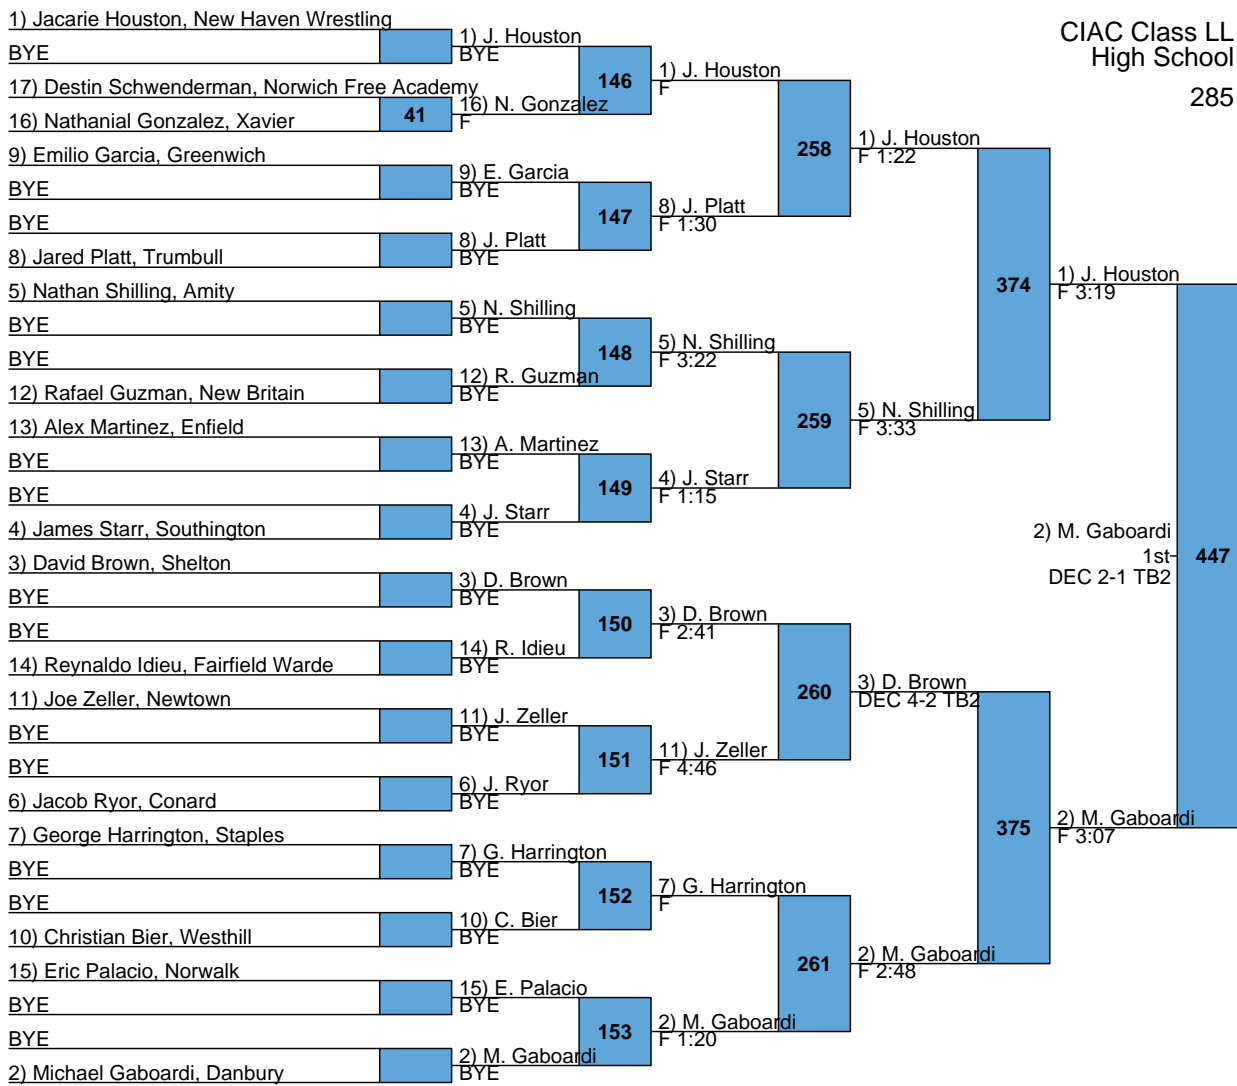 CIAC Class LL
High School
285
1) Jacarie Houston, New Haven Wrestling
BYE
17) Destin Schwenderman, Norwich Free Academy
16) Nathanial Gonzalez, Xavier
9) Emilio Garcia, Greenwich
BYE
BYE
8) Jared Platt, Trumbull
5) Nathan Shilling, Amity
BYE
BYE
12) Rafael Guzman, New Britain
13) Alex Martinez, Enfield
BYE
BYE
4) James Starr, Southington
3) David Brown, Shelton
BYE
BYE
14) Reynaldo Idieu, Fairfield Warde
11) Joe Zeller, Newtown
BYE
BYE
6) Jacob Ryor, Conard
7) George Harrington, Staples
BYE
BYE
10) Christian Bier, Westhill
15) Eric Palacio, Norwalk
BYE
BYE
2) Michael Gaboardi, Danbury
41
1) J. Houston
BYE
16) N. Gonzalez
F
9) E. Garcia
BYE
8) J. Platt
BYE
5) N. Shilling
BYE
12) R. Guzman
BYE
13) A. Martinez
BYE
4) J. Starr
BYE
3) D. Brown
BYE
14) R. Idieu
BYE
11) J. Zeller
BYE
6) J. Ryor
BYE
7) G. Harrington
BYE
10) C. Bier
BYE
15) E. Palacio
BYE
2) M. Gaboardi
BYE
146
147
148
149
150
151
152
153
1) J. Houston
F
8) J. Platt
F 1:30
5) N. Shilling
F 3:22
4) J. Starr
F 1:15
3) D. Brown
F 2:41
11) J. Zeller
F 4:46
7) G. Harrington
F
2) M. Gaboardi
F 1:20
258
259
260
261
1) J. Houston
F 1:22
5) N. Shilling
F 3:33
3) D. Brown
DEC 4-2 TB2
2) M. Gaboardi
F 2:48
374
375
1) J. Houston
F 3:19
2) M. Gaboardi
F 3:07
2) M. Gaboardi
1st
DEC 2-1 TB2
447